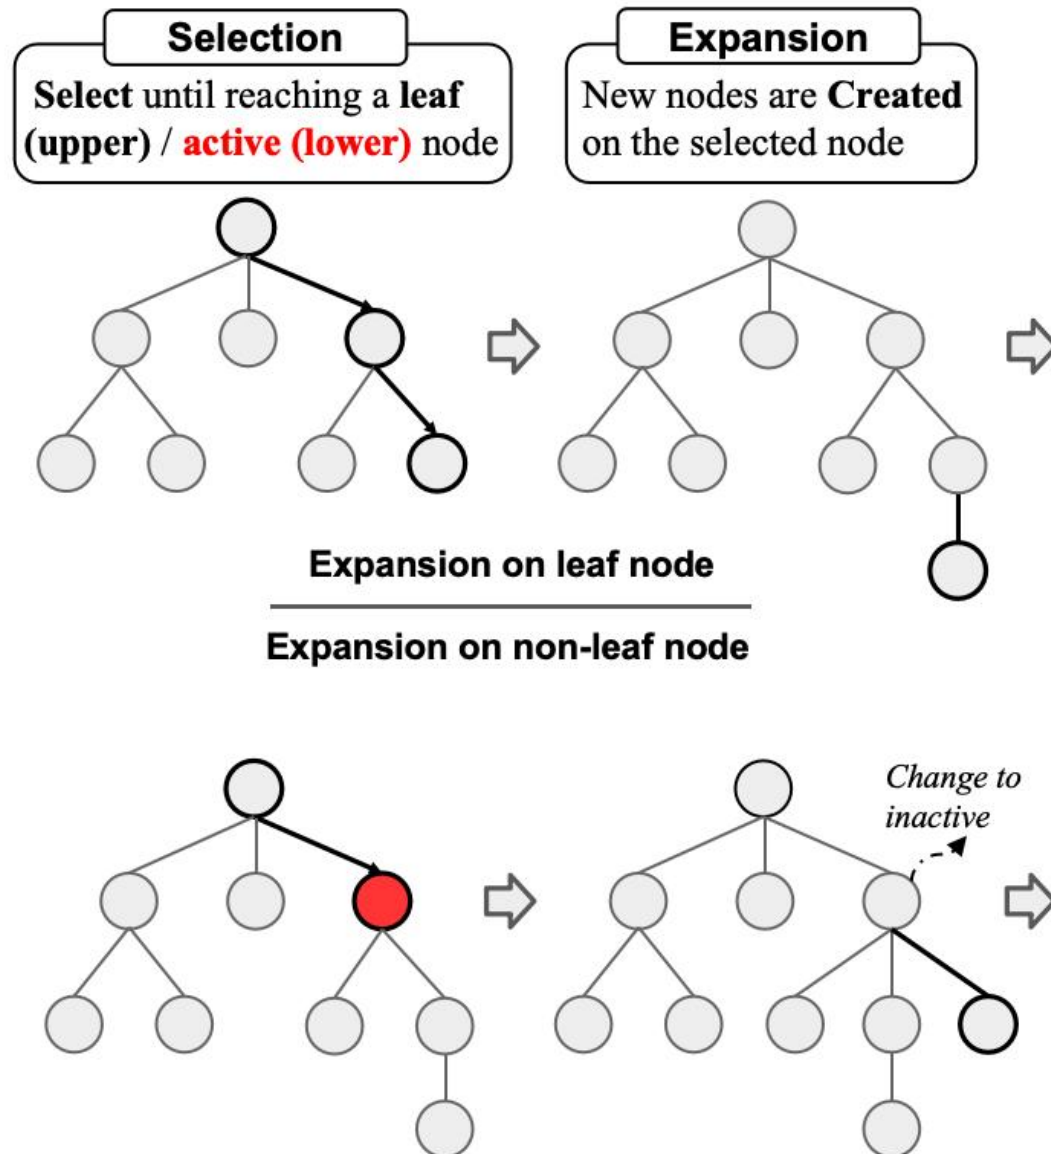 Selection
Select until reaching a leaf
(upper) / active (lower) node
Expansion
New nodes are Created
on the selected node
Expansion on leaf node
Expansion on non-leaf node
Change to
inactive